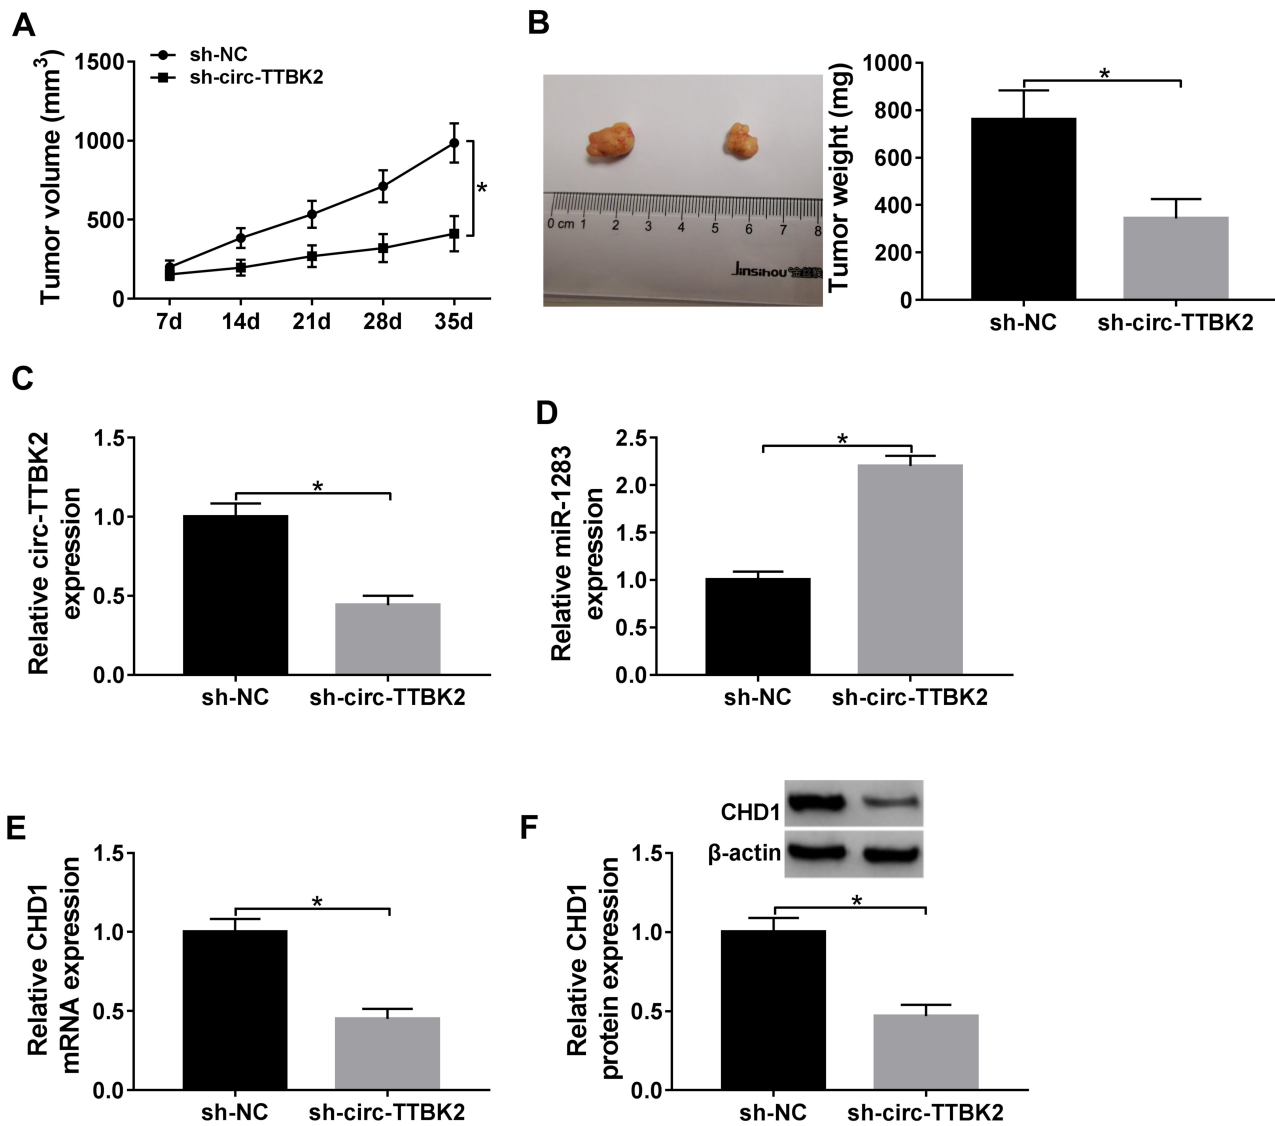 A
Tumor volume (mm³)
1500
1000
500
0
sh-NC
sh-circ-TTBK2
*
7d 14d 21d 28d 35d
B
0 cm 1 2 3 4 5 6 7 8
Jinsihou
Tumor weight (mg)
1000
800
600
400
200
0
*
sh-NC sh-circ-TTBK2
C
Relative circ-TTBK2
expression
1.5
1.0
0.5
0.0
*
sh-NC sh-circ-TTBK2
D
Relative miR-1283
expression
2.5
2.0
1.5
1.0
0.5
0.0
*
sh-NC sh-circ-TTBK2
E
Relative CHD1
mRNA expression
1.5
1.0
0.5
0.0
*
sh-NC sh-circ-TTBK2
F
CHD1
β-actin
Relative CHD1
protein expression
1.5
1.0
0.5
0.0
*
sh-NC sh-circ-TTBK2